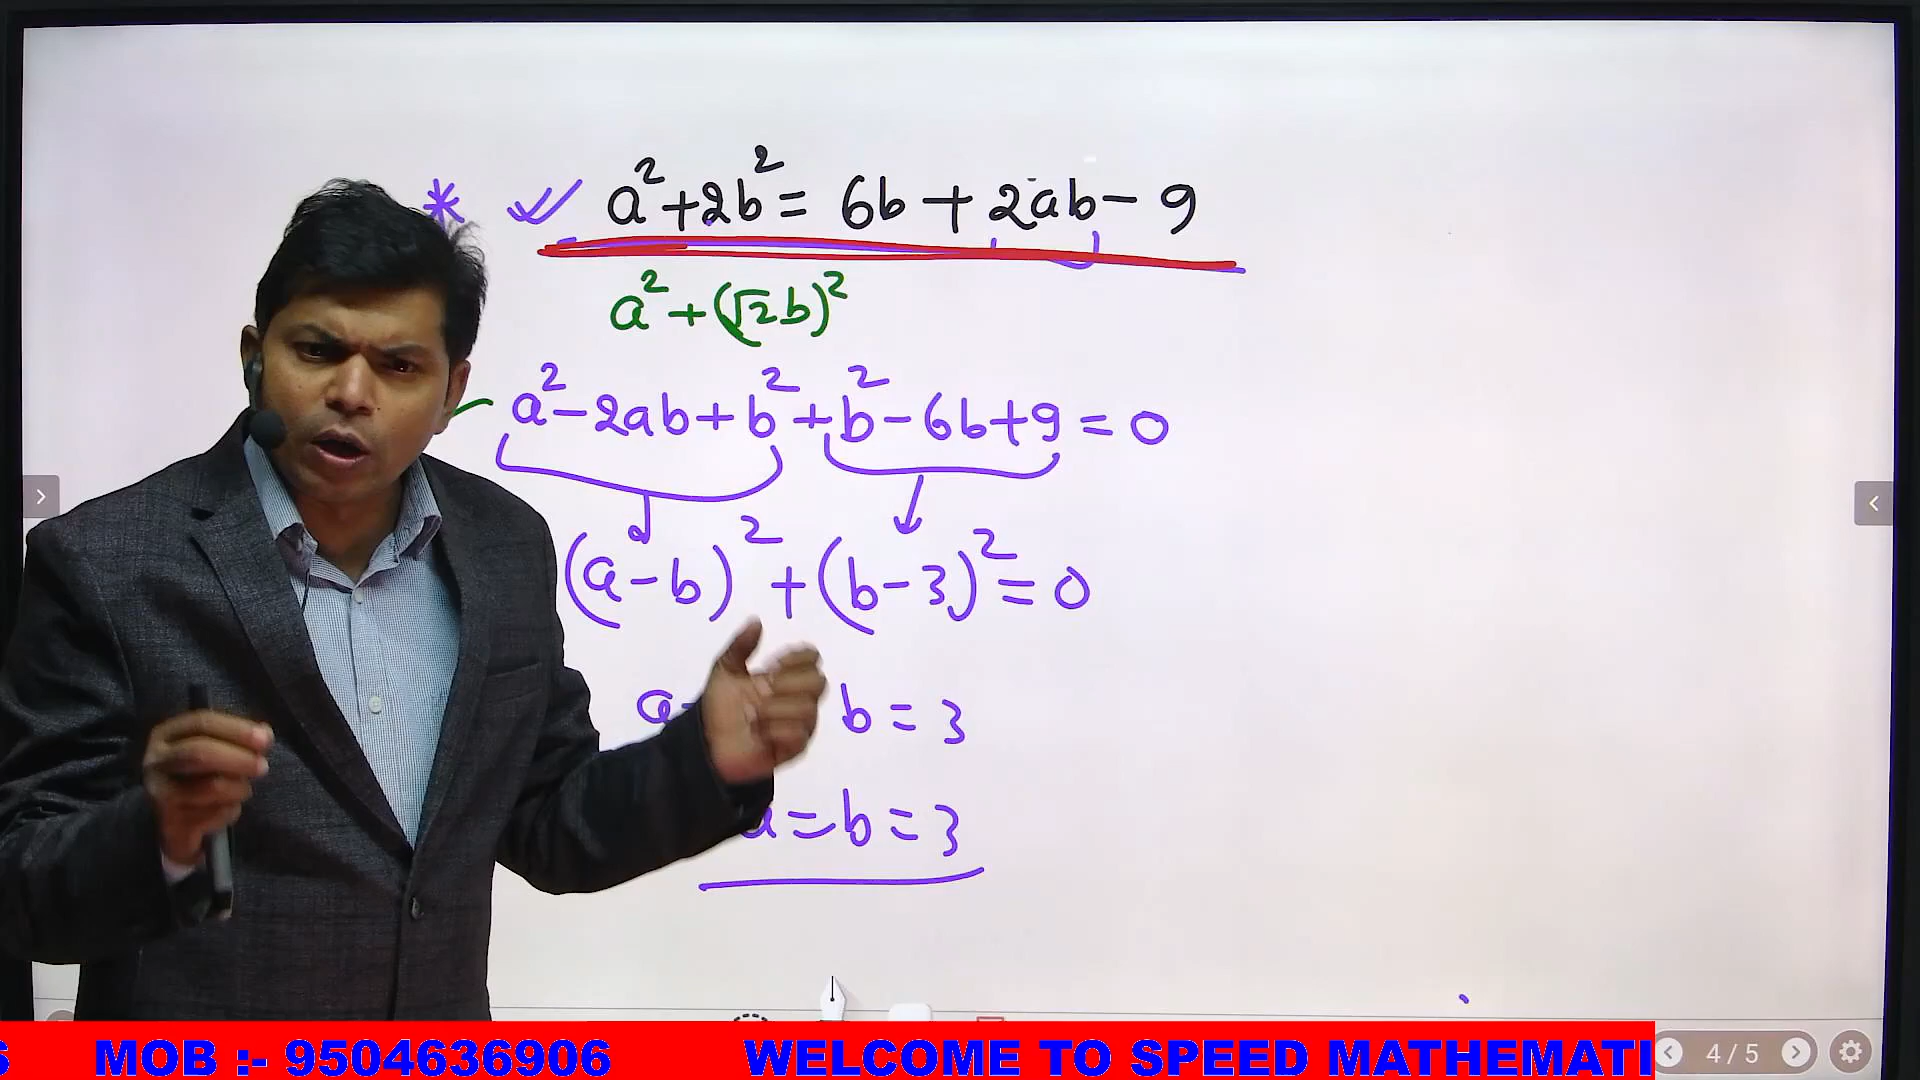 * ✓ a² + 2b² = 6b + 2ab - 9
a² + (√2b)²
a² - 2ab + b² + b² - 6b + 9 = 0
(a - b)² + (b - 3)² = 0
a b = 3
a = b = 3
MOB :- 9504636906 WELCOME TO SPEED MATHEMATI
4 / 5